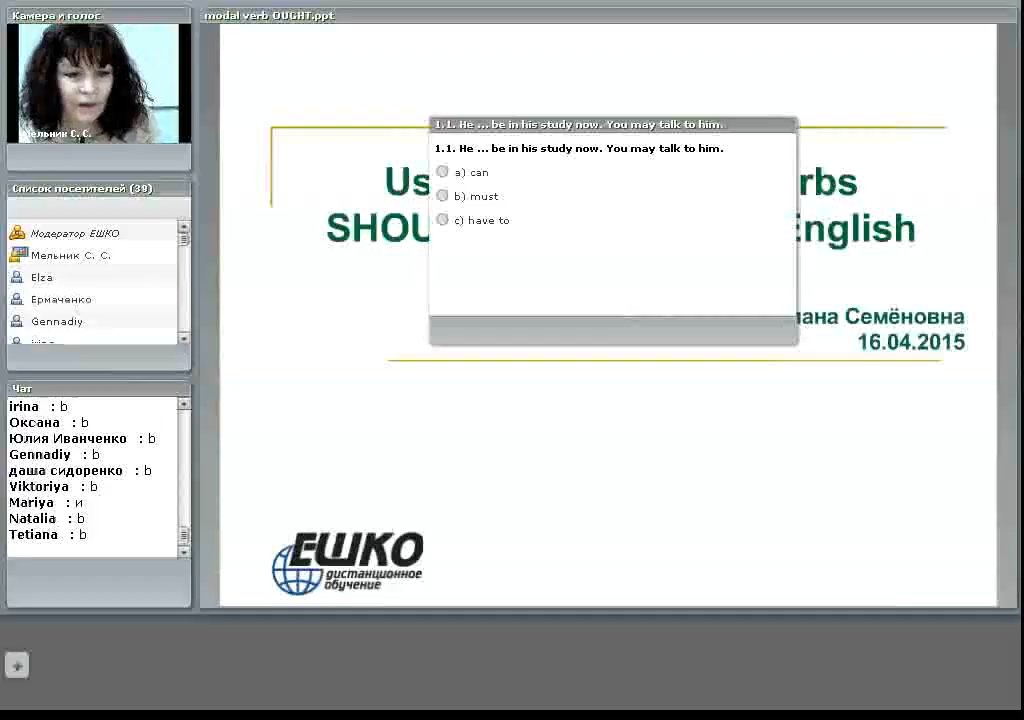 Камера и голос
Мельник С. С.
Список посетителей (39)
Модератор ЕШКО
Мельник С. С.
Elza
Ермаченко
Gennadiy
irina
Чат
irina : b
Оксана : b
Юлия Иванченко : b
Gennadiy : b
даша сидоренко : b
Viktoriya : b
Mariya : и
Natalia : b
Tetiana : b
modal verb OUGHT.ppt
1.1. He ... be in his study now. You may talk to him.
1.1. He ... be in his study now. You may talk to him.
a) can
b) must
c) have to
Us rbs
SHOU English
ана Семёновна
16.04.2015
ЕШКО
дистанционное
обучение